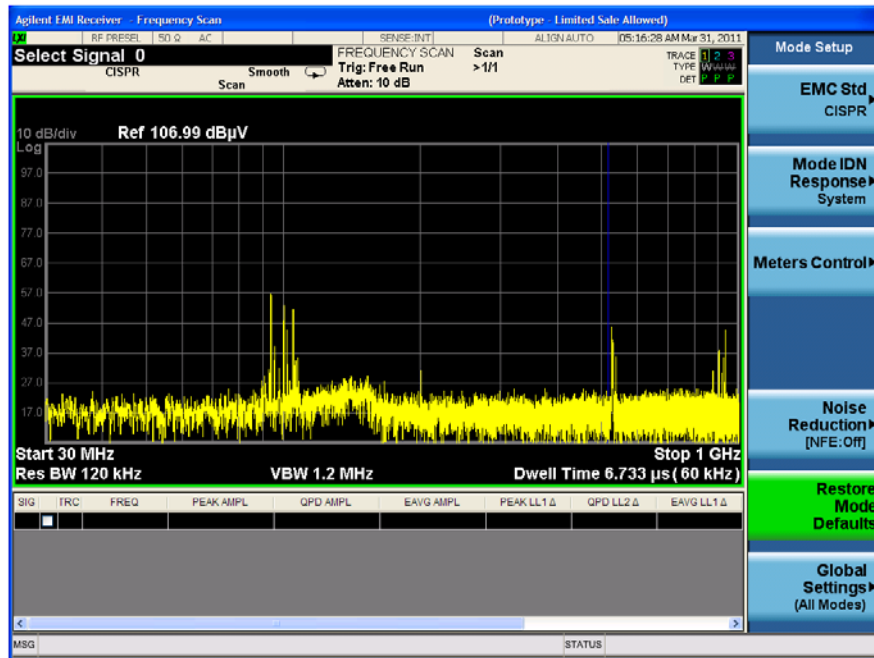 Agilent EMI Receiver - Frequency Scan (Prototype - Limited Sale Allowed)
LXI RF PRESEL 50 Ω AC SENSE:INT ALIGN AUTO 05:16:28 AM Mar 31, 2011
Select Signal 0
CISPR Smooth
Scan
FREQUENCY SCAN Scan
Trig: Free Run >1/1
Atten: 10 dB
TRACE 1 2 3
TYPE WWWWW
DET P P P
10 dB/div Ref 106.99 dBµV
Log
97.0
87.0
77.0
67.0
57.0
47.0
37.0
27.0
17.0
Start 30 MHz Stop 1 GHz
Res BW 120 kHz VBW 1.2 MHz Dwell Time 6.733 µs (60 kHz)
SIG TRC FREQ PEAK AMPL QPD AMPL EAVG AMPL PEAK LL1 Δ QPD LL2 Δ EAVG LL1 Δ
MSG STATUS
Mode Setup
EMC Std
CISPR
Mode IDN
Response
System
Meters Control
Noise
Reduction
[NFE:Off]
Restore
Mode
Defaults
Global
Settings
(All Modes)